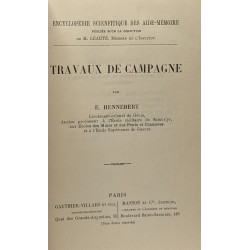 ENCYCLOPÉDIE SCIENTIFIQUE DES AIDE-MÉMOIRE
PUBLIÉE SOUS LA DIRECTION
DE M. LÉAUTÉ, MEMBRE DE L'INSTITUT
TRAVAUX DE CAMPAGNE
PAR
E. HENNEBERT
Lieutenant-colonel du Génie,
Ancien professeur à l'École militaire de Saint-Cyr,
aux Écoles des Mines et des Ponts et Chaussées
et à l'École Supérieure de Guerre
PARIS
GAUTHIER-VILLARS ET FILS,
MASSON ET Cie, ÉDITEURS,
Quai des Grands-Augustins, 55
Boulevard Saint-Germain, 120